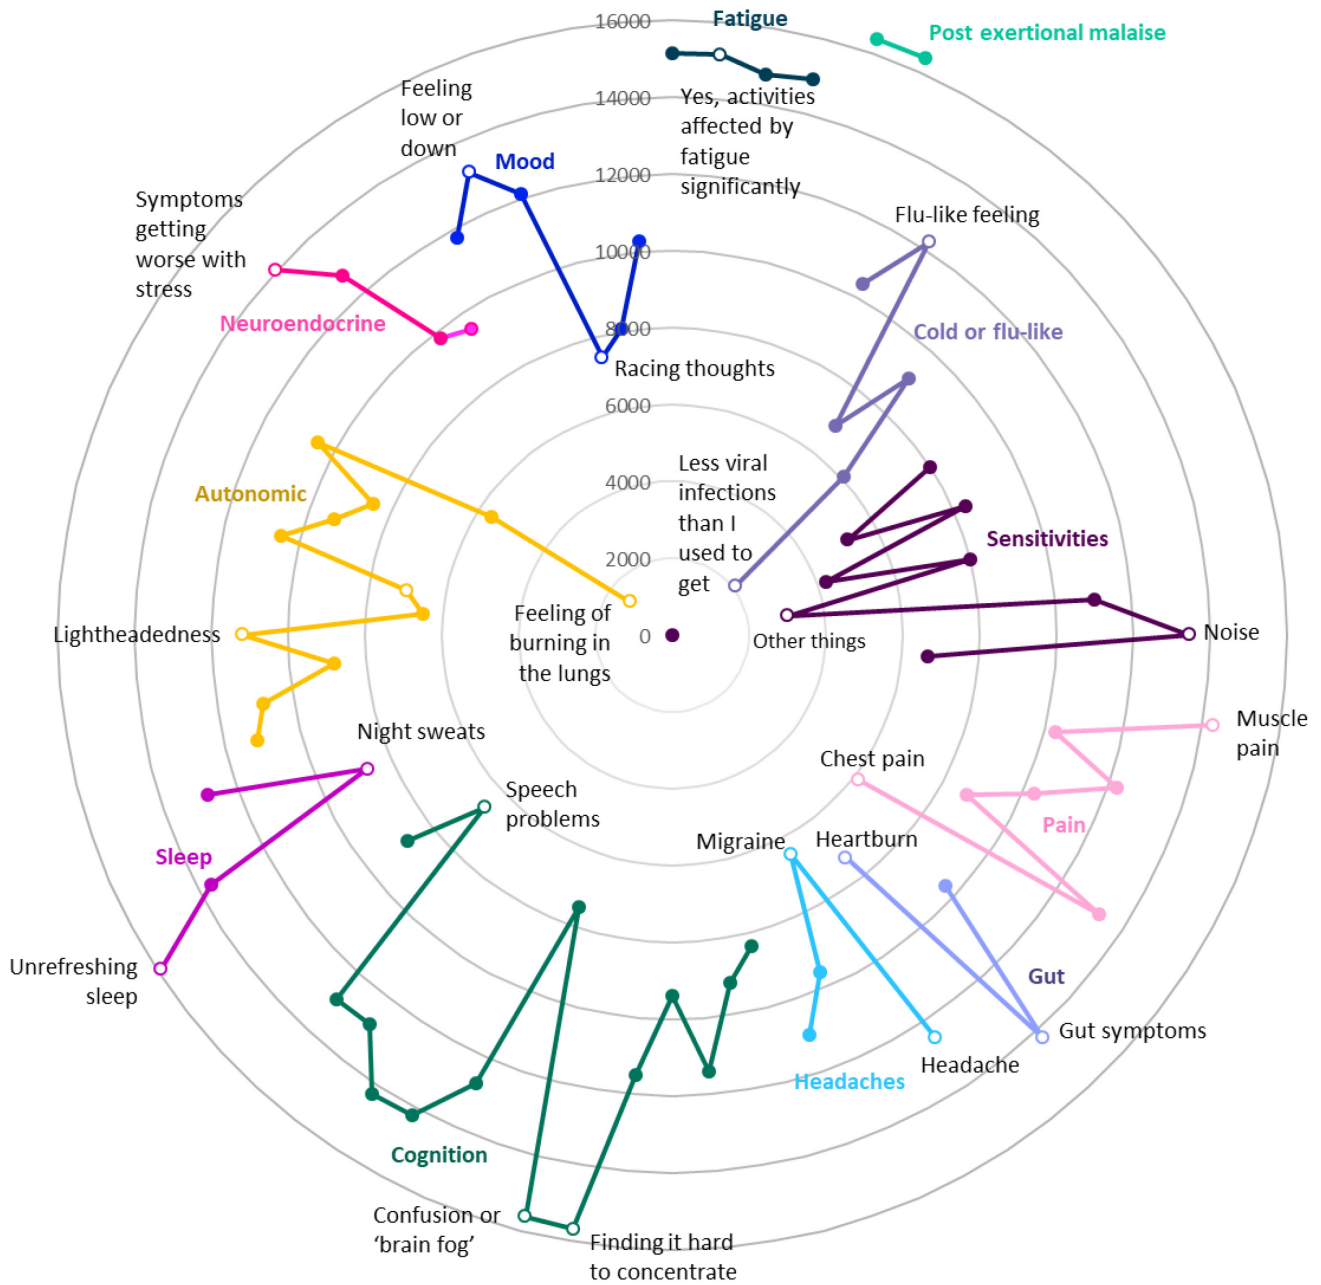 16000
Fatigue
Post exertional malaise
14000
Yes, activities
affected by
fatigue
significantly
Feeling
low or
down
Mood
12000
Symptoms
getting
worse with
stress
Neuroendocrine
10000
Flu-like feeling
Cold or flu-like
8000
Racing thoughts
6000
Less viral
infections
than I
used to
get
4000
Autonomic
Sensitivities
2000
Feeling of
burning in
the lungs
0
Other things
Noise
Lightheadedness
Muscle
pain
Night sweats
Chest pain
Speech
problems
Pain
Migraine
Heartburn
Sleep
Unrefreshing
sleep
Gut
Gut symptoms
Headache
Headaches
Cognition
Confusion or
‘brain fog’
Finding it hard
to concentrate